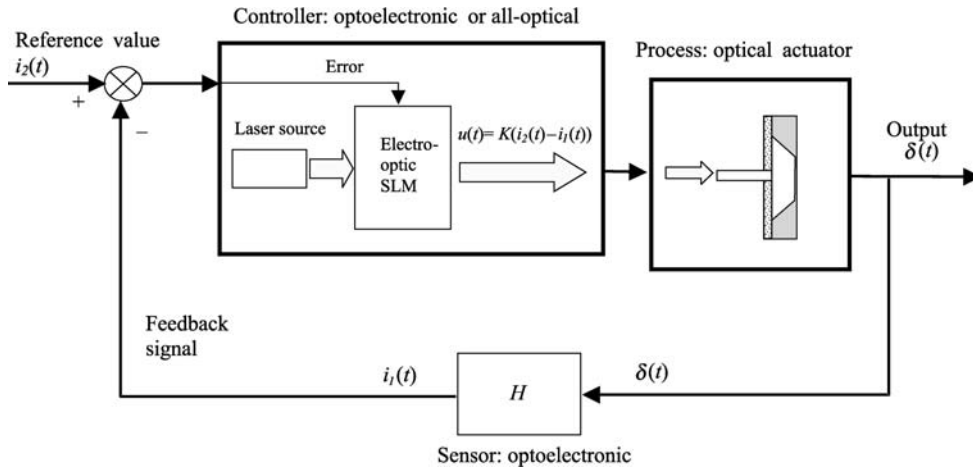 Controller: optoelectronic or all-optical
Reference value
i₂(t)
+
−
Error
Laser source
Electro-
optic
SLM
u(t)= K(i₂(t)−i₁(t))
Process: optical actuator
Output
δ(t)
Feedback
signal
i₁(t)
H
δ(t)
Sensor: optoelectronic